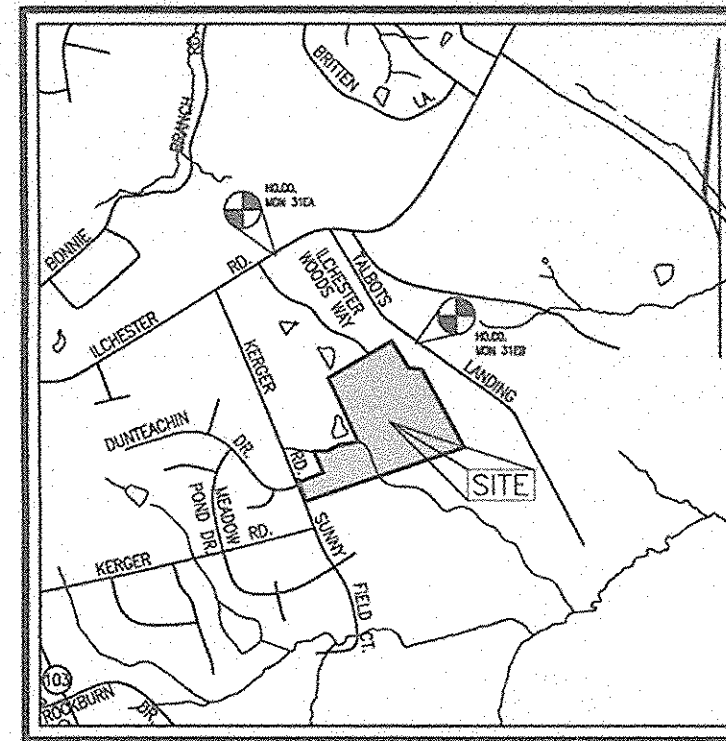 BRITTEN LA.
BRANCH
BONNIE
HO.CO.
MON 31EA
ILCHESTER RD.
ILCHESTER
WOODS WAY
TALBOTS
LANDING
HO.CO.
MON 31EB
KERGER
RD.
DUNTEACHIN DR.
MEADOW
POND DR.
SITE
KERGER RD.
SUNNY
FIELD CT.
103
ROCKBURN DR.